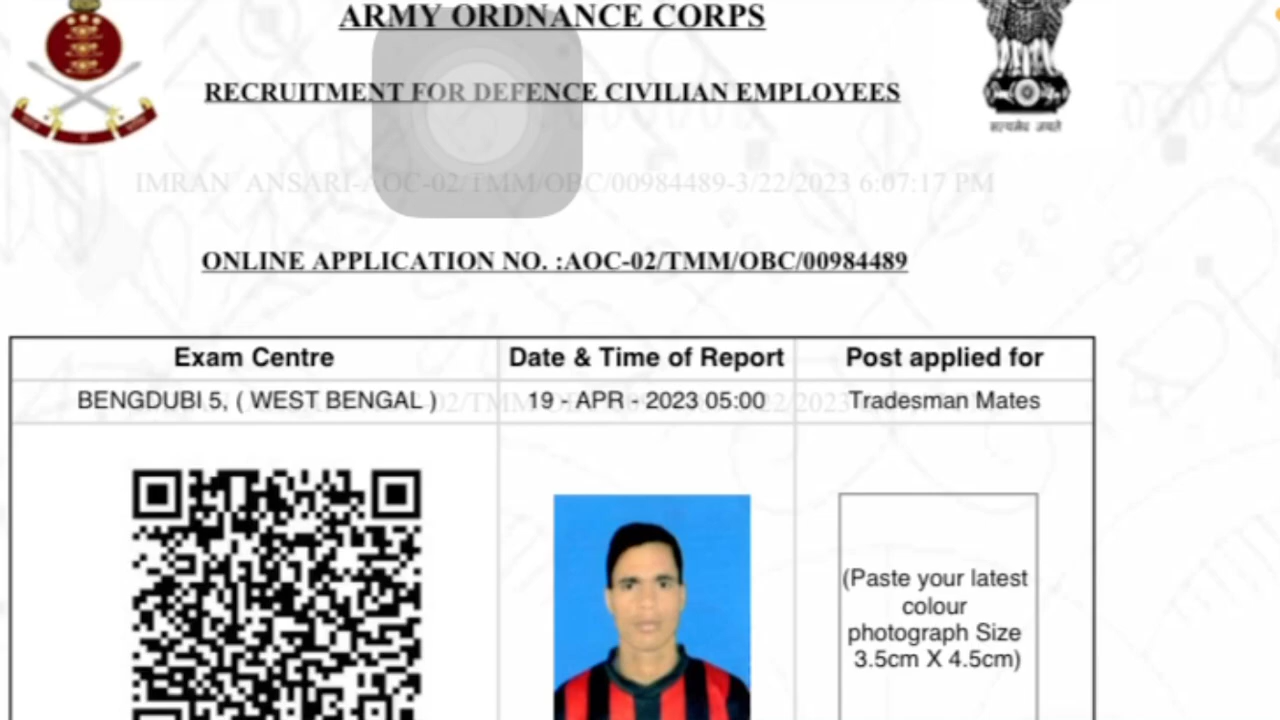 ARMY ORDNANCE CORPS
RECRUITMENT FOR DEFENCE CIVILIAN EMPLOYEES
सत्यमेव जयते
IMRAN ANSARI-AOC-02/TMM/OBC/00984489-3/22/2023 6:07:17 PM
ONLINE APPLICATION NO. :AOC-02/TMM/OBC/00984489
Exam Centre Date & Time of Report Post applied for
BENGDUBI 5, ( WEST BENGAL ) 19 - APR - 2023 05:00 Tradesman Mates
(Paste your latest
colour
photograph Size
3.5cm X 4.5cm)